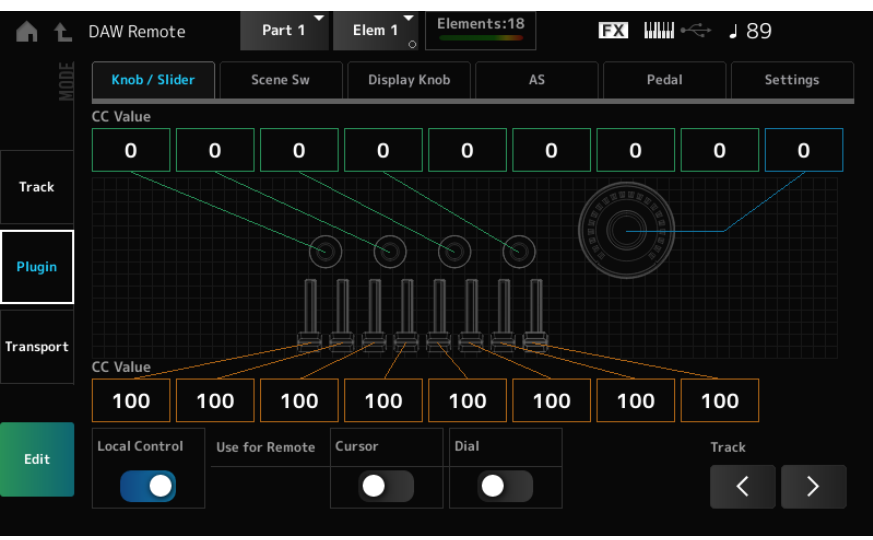 DAW Remote
Part 1
Elem 1
Elements:18
FX
89
MODE
Knob / Slider
Scene Sw
Display Knob
AS
Pedal
Settings
CC Value
0 0 0 0 0 0 0 0 0
Track
Plugin
Transport
CC Value
100 100 100 100 100 100 100 100
Edit
Local Control
Use for Remote
Cursor
Dial
Track